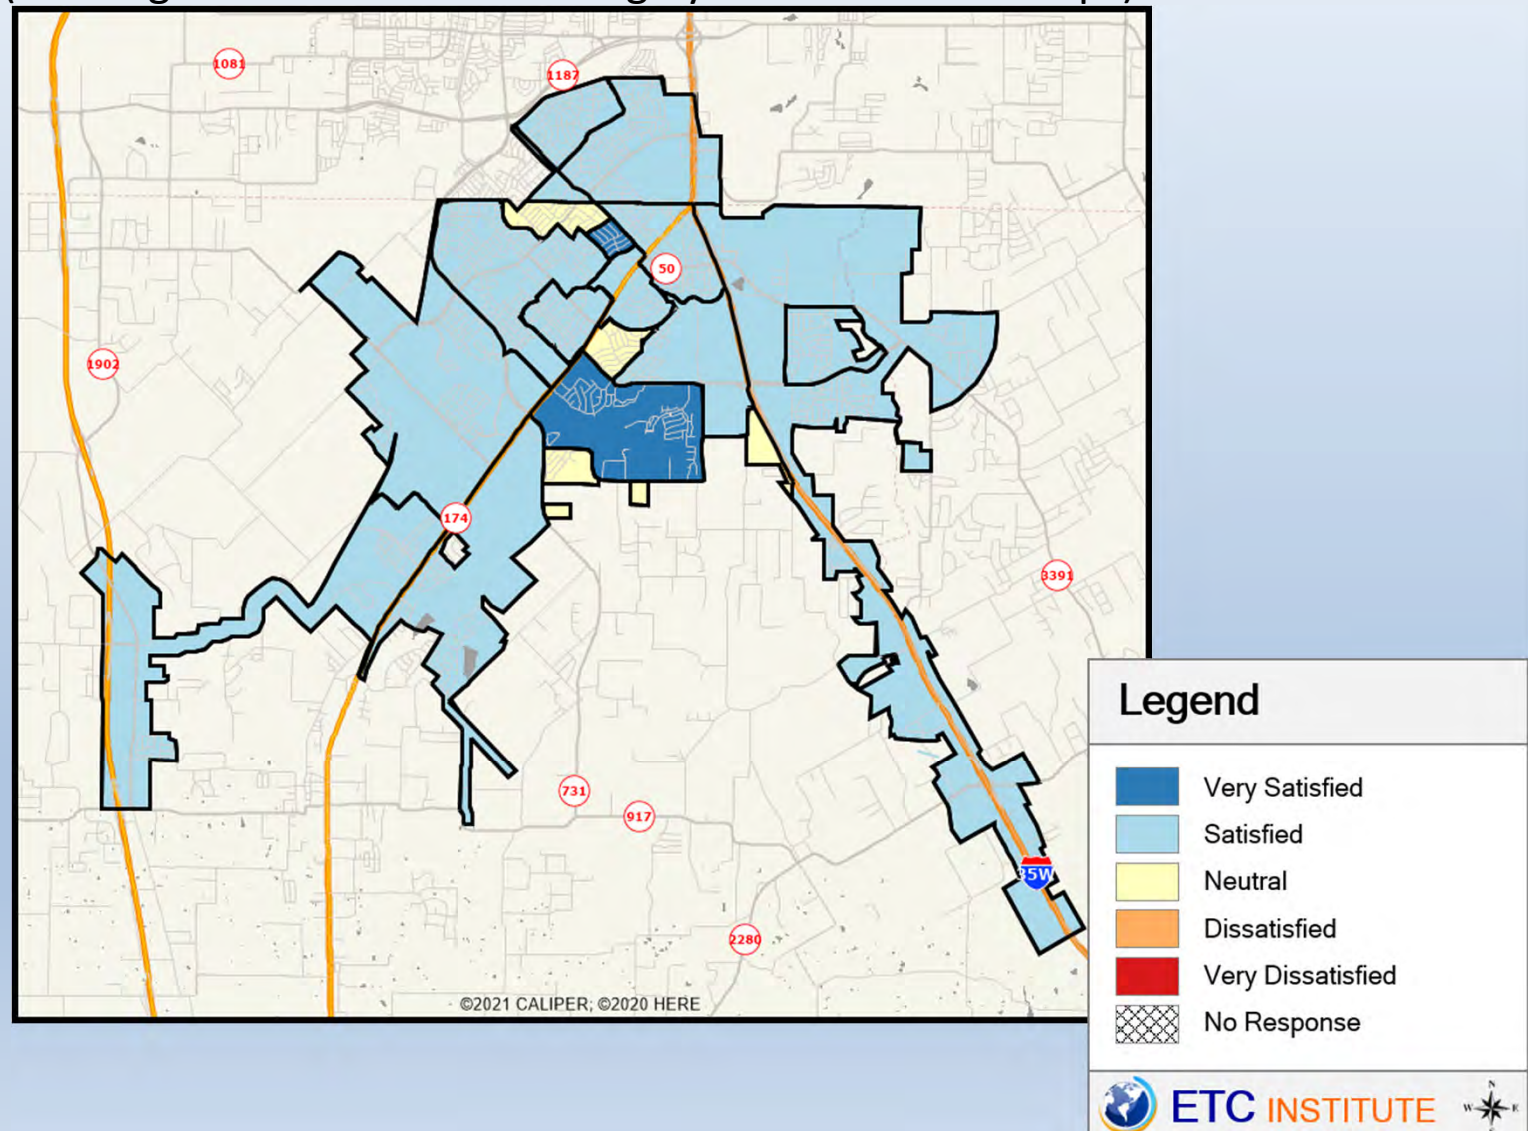 1081
1187
50
1902
174
3391
731
917
35W
2280
©2021 CALIPER; ©2020 HERE
Legend
Very Satisfied
Satisfied
Neutral
Dissatisfied
Very Dissatisfied
No Response
ETC INSTITUTE
N
W E